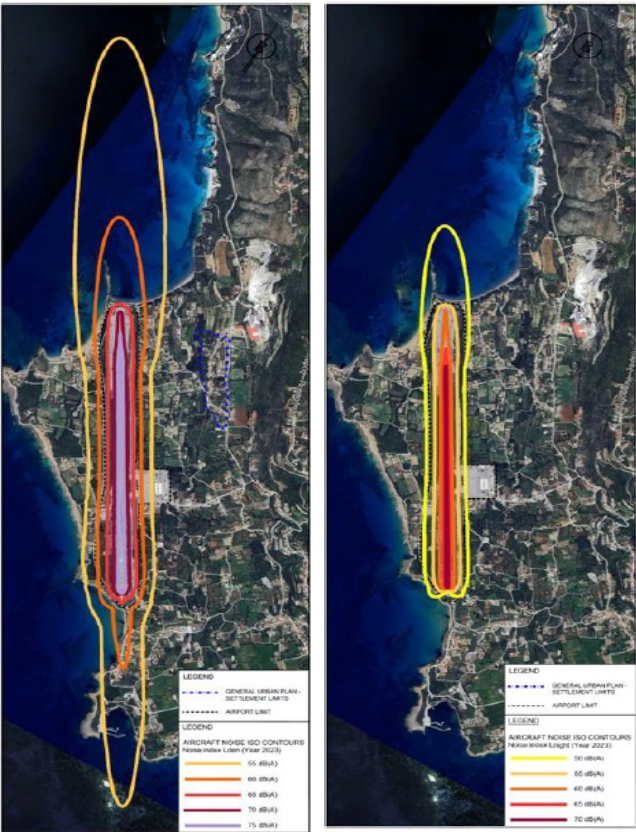 LEGEND
GENERAL URBAN PLAN -
SETTLEMENT LIMITS
AIRPORT LIMIT
LEGEND
AIRCRAFT NOISE ISO CONTOURS
Noise Index Lden (Year 2023)
55 dB(A)
60 dB(A)
65 dB(A)
70 dB(A)
75 dB(A)
LEGEND
GENERAL URBAN PLAN -
SETTLEMENT LIMITS
AIRPORT LIMIT
LEGEND
AIRCRAFT NOISE ISO CONTOURS
Noise Index Lnight (Year 2023)
50 dB(A)
55 dB(A)
60 dB(A)
65 dB(A)
70 dB(A)